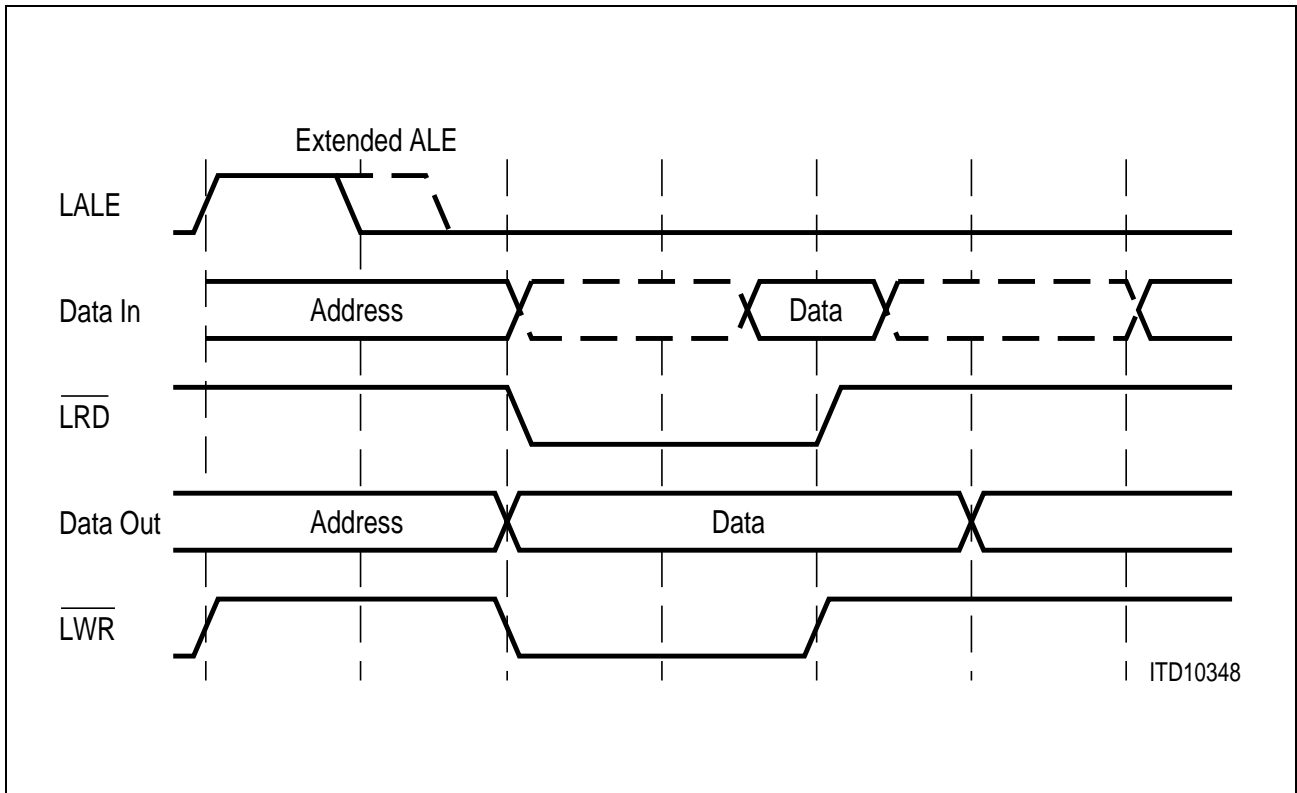 Extended ALE
LALE
Data In
Address
Data
LRD
Data Out
Address
Data
LWR
ITD10348